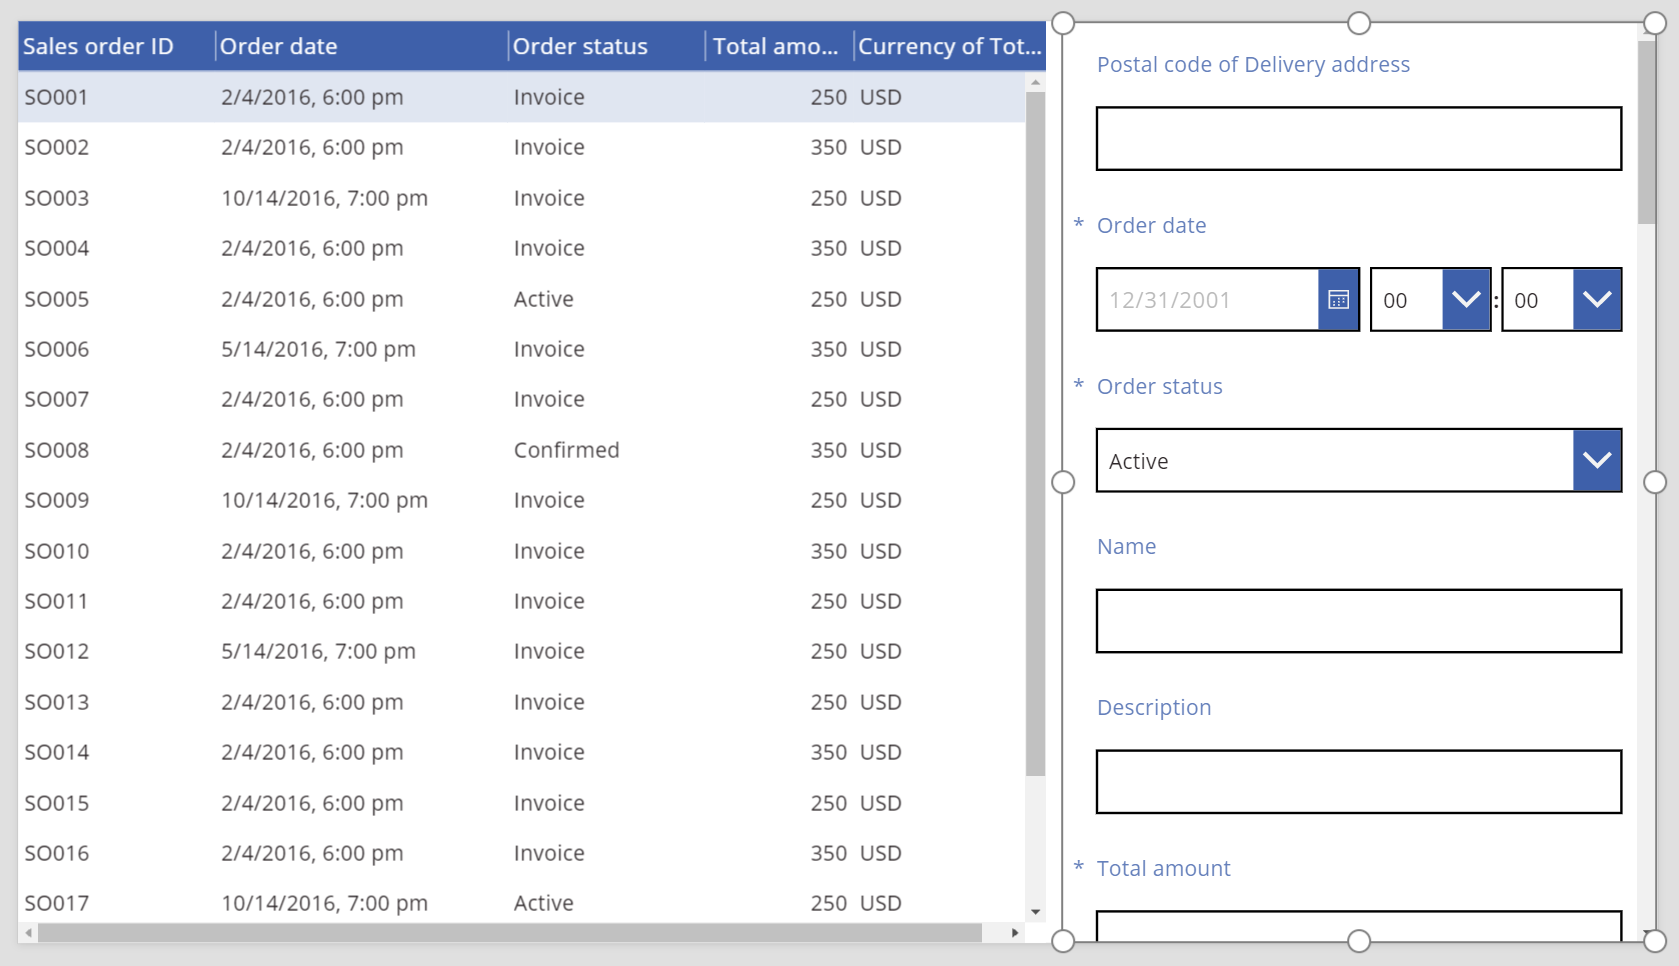 Sales order ID Order date Order status Total amo... Currency of Tot...
SO001 2/4/2016, 6:00 pm Invoice 250 USD
SO002 2/4/2016, 6:00 pm Invoice 350 USD
SO003 10/14/2016, 7:00 pm Invoice 250 USD
SO004 2/4/2016, 6:00 pm Invoice 350 USD
SO005 2/4/2016, 6:00 pm Active 250 USD
SO006 5/14/2016, 7:00 pm Invoice 350 USD
SO007 2/4/2016, 6:00 pm Invoice 250 USD
SO008 2/4/2016, 6:00 pm Confirmed 350 USD
SO009 10/14/2016, 7:00 pm Invoice 250 USD
SO010 2/4/2016, 6:00 pm Invoice 350 USD
SO011 2/4/2016, 6:00 pm Invoice 250 USD
SO012 5/14/2016, 7:00 pm Invoice 250 USD
SO013 2/4/2016, 6:00 pm Invoice 250 USD
SO014 2/4/2016, 6:00 pm Invoice 350 USD
SO015 2/4/2016, 6:00 pm Invoice 250 USD
SO016 2/4/2016, 6:00 pm Invoice 350 USD
SO017 10/14/2016, 7:00 pm Active 250 USD
Postal code of Delivery address
* Order date
12/31/2001 00 : 00
* Order status
Active
Name
Description
* Total amount